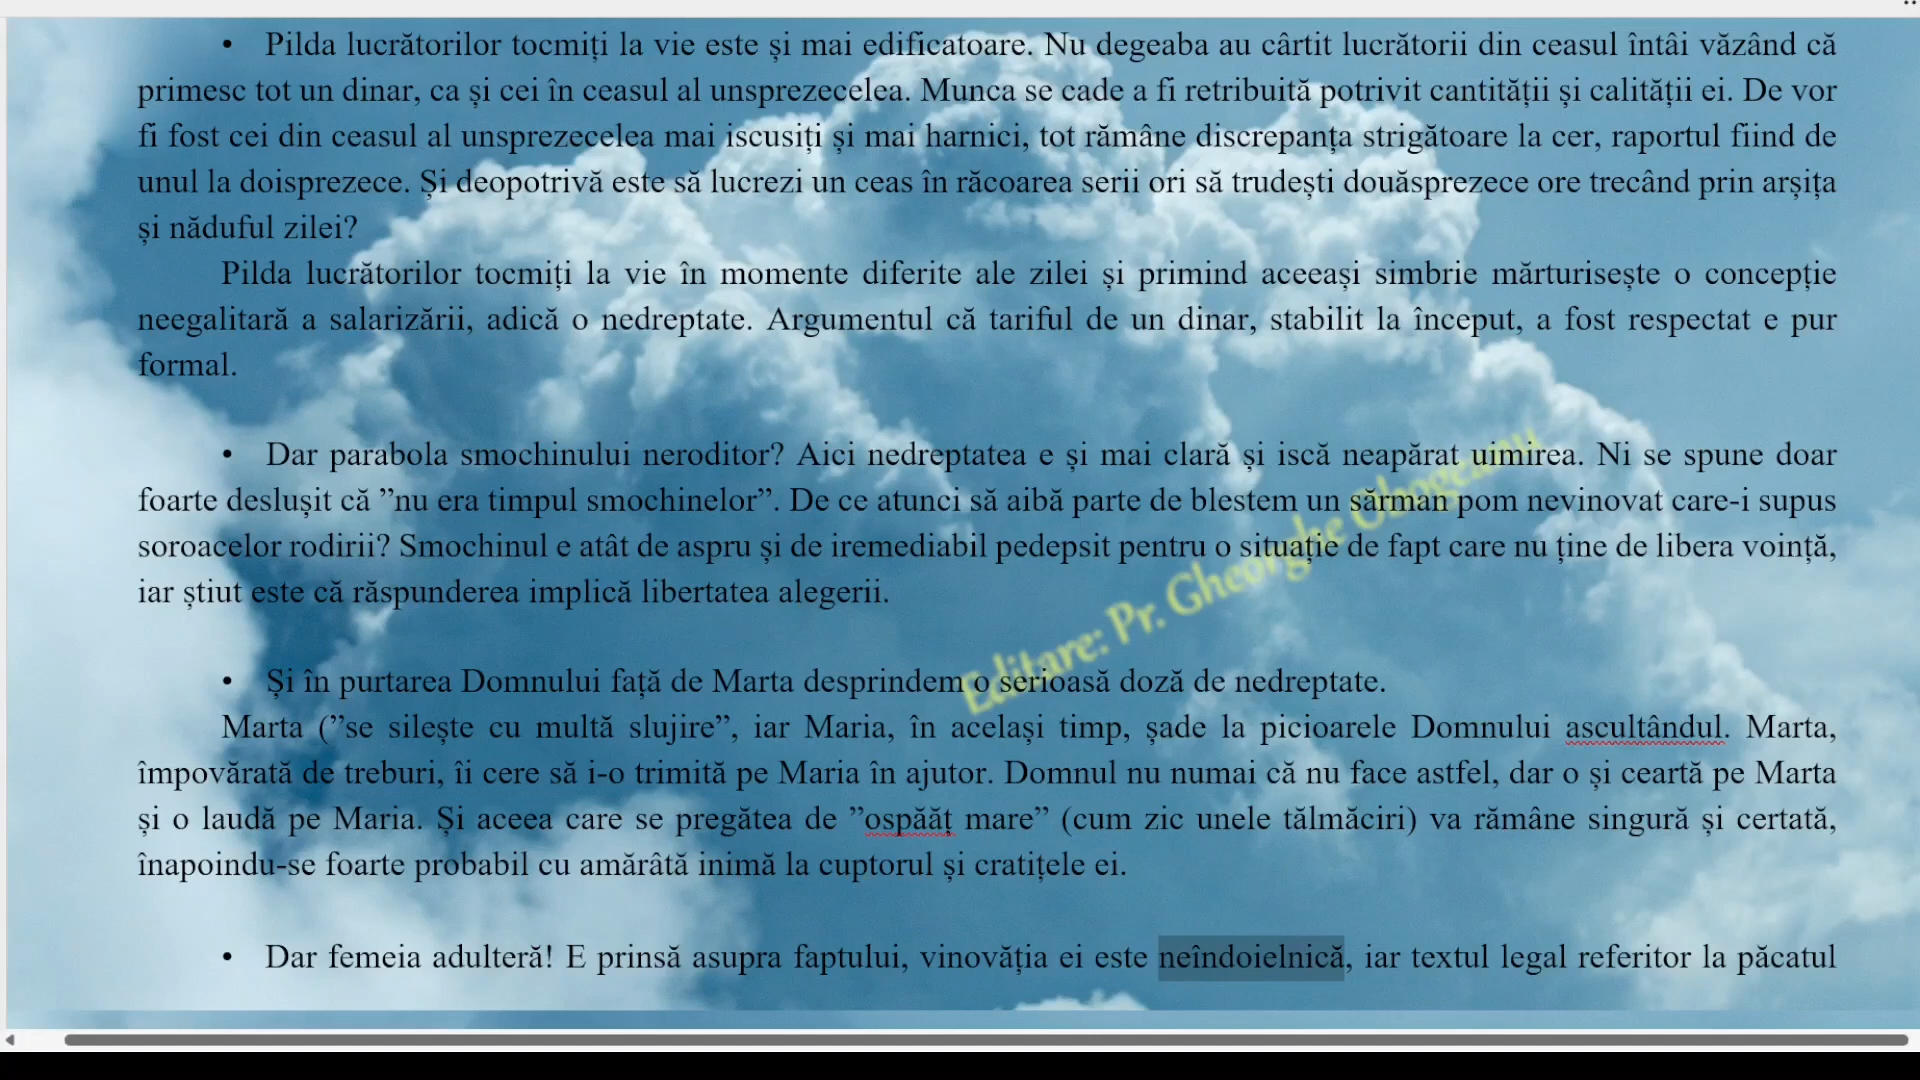 • Pilda lucrătorilor tocmiți la vie este și mai edificatoare. Nu degeaba au cârtit lucrătorii din ceasul întâi văzând că
primesc tot un dinar, ca și cei în ceasul al unsprezecelea. Munca se cade a fi retribuită potrivit cantității și calității ei. De vor
fi fost cei din ceasul al unsprezecelea mai iscusiți și mai harnici, tot rămâne discrepanța strigătoare la cer, raportul fiind de
unul la doisprezece. Și deopotrivă este să lucrezi un ceas în răcoarea serii ori să trudești douăsprezece ore trecând prin arșița
și năduful zilei?
Pilda lucrătorilor tocmiți la vie în momente diferite ale zilei și primind aceeași simbrie mărturisește o concepție
neegalitară a salarizării, adică o nedreptate. Argumentul că tariful de un dinar, stabilit la început, a fost respectat e pur
formal.
• Dar parabola smochinului neroditor? Aici nedreptatea e și mai clară și iscă neapărat uimirea. Ni se spune doar
foarte deslușit că ”nu era timpul smochinelor”. De ce atunci să aibă parte de blestem un sărman pom nevinovat care-i supus
soroacelor rodirii? Smochinul e atât de aspru și de iremediabil pedepsit pentru o situație de fapt care nu ține de libera voință,
iar știut este că răspunderea implică libertatea alegerii.
Editare: Pr. Gheorghe Obogeanu
• Și în purtarea Domnului față de Marta desprindem o serioasă doză de nedreptate.
Marta (”se silește cu multă slujire”, iar Maria, în același timp, șade la picioarele Domnului ascultândul. Marta,
împovărată de treburi, îi cere să i-o trimită pe Maria în ajutor. Domnul nu numai că nu face astfel, dar o și ceartă pe Marta
și o laudă pe Maria. Și aceea care se pregătea de ”ospăăț mare” (cum zic unele tălmăciri) va rămâne singură și certată,
înapoindu-se foarte probabil cu amărâtă inimă la cuptorul și cratițele ei.
• Dar femeia adulteră! E prinsă asupra faptului, vinovăția ei este neîndoielnică, iar textul legal referitor la păcatul